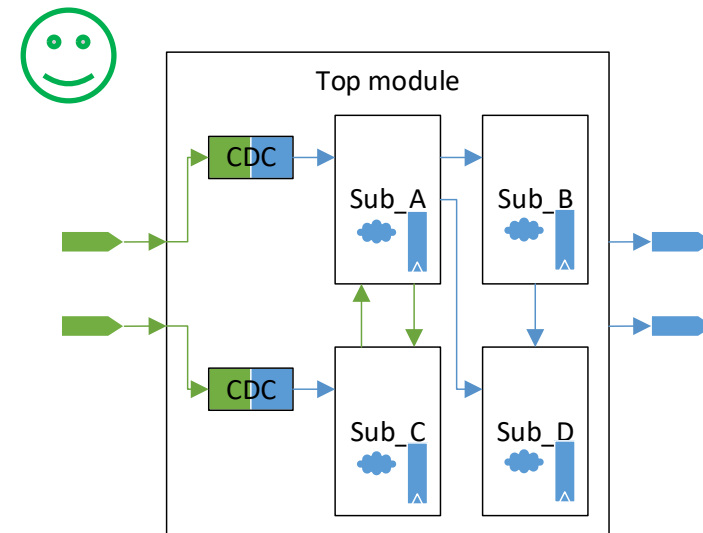 Top module
CDC
Sub_A
Sub_B
CDC
Sub_C
Sub_D